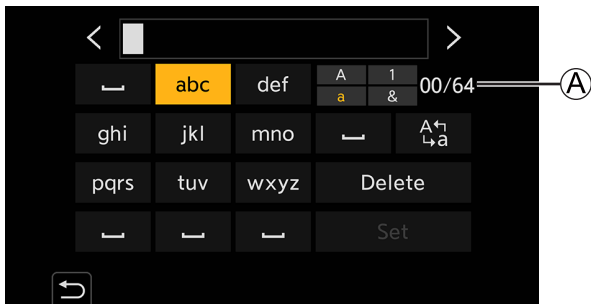 abc def A 1 a & 00/64 A
ghi jkl mno A a
pqrs tuv wxyz Delete
Set